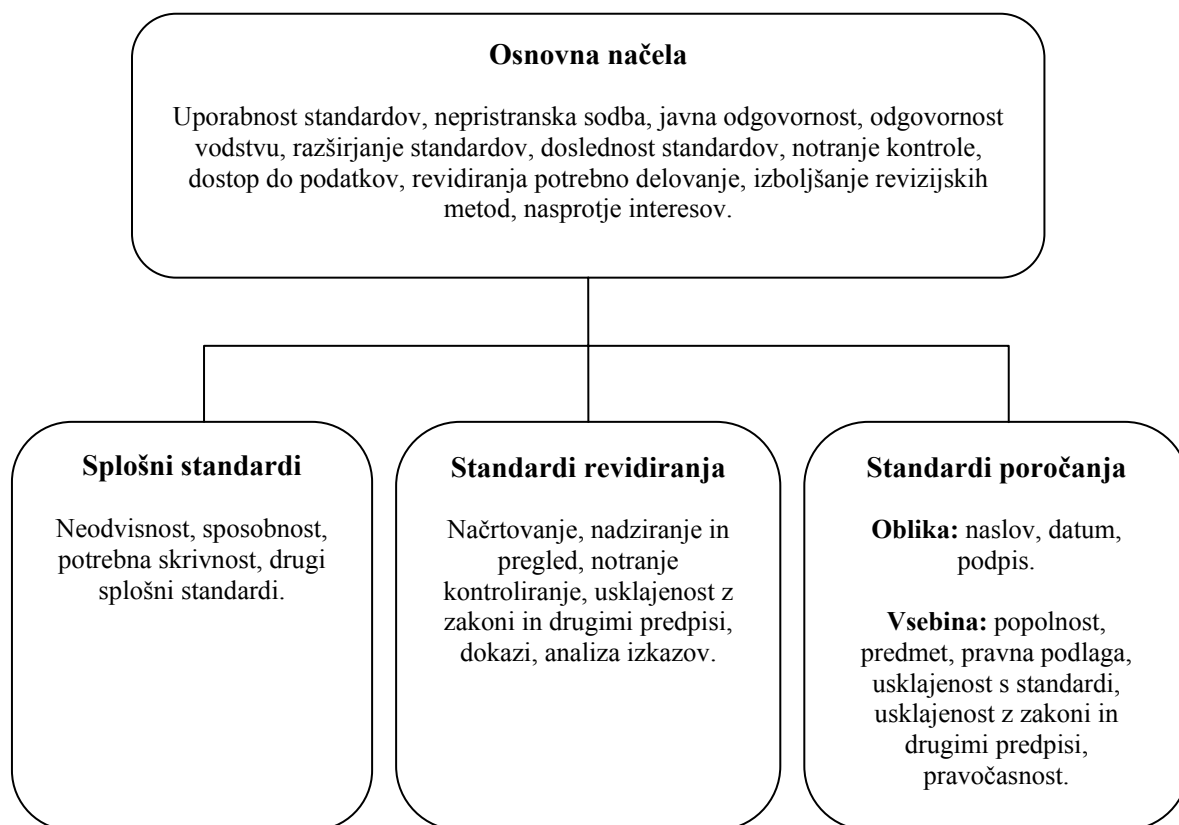 Osnovna načela
Uporabnost standardov, nepristranska sodba, javna odgovornost, odgovornost
vodstvu, razširjanje standardov, doslednost standardov, notranje kontrole,
dostop do podatkov, revidiranja potrebno delovanje, izboljšanje revizijskih
metod, nasprotje interesov.
Splošni standardi
Neodvisnost, sposobnost,
potrebna skrivnost, drugi
splošni standardi.
Standardi revidiranja
Načrtovanje, nadziranje in
pregled, notranje
kontroliranje, usklajenost z
zakoni in drugimi predpisi,
dokazi, analiza izkazov.
Standardi poročanja
Oblika: naslov, datum,
podpis.
Vsebina: popolnost,
predmet, pravna podlaga,
usklajenost s standardi,
usklajenost z zakoni in
drugimi predpisi,
pravočasnost.